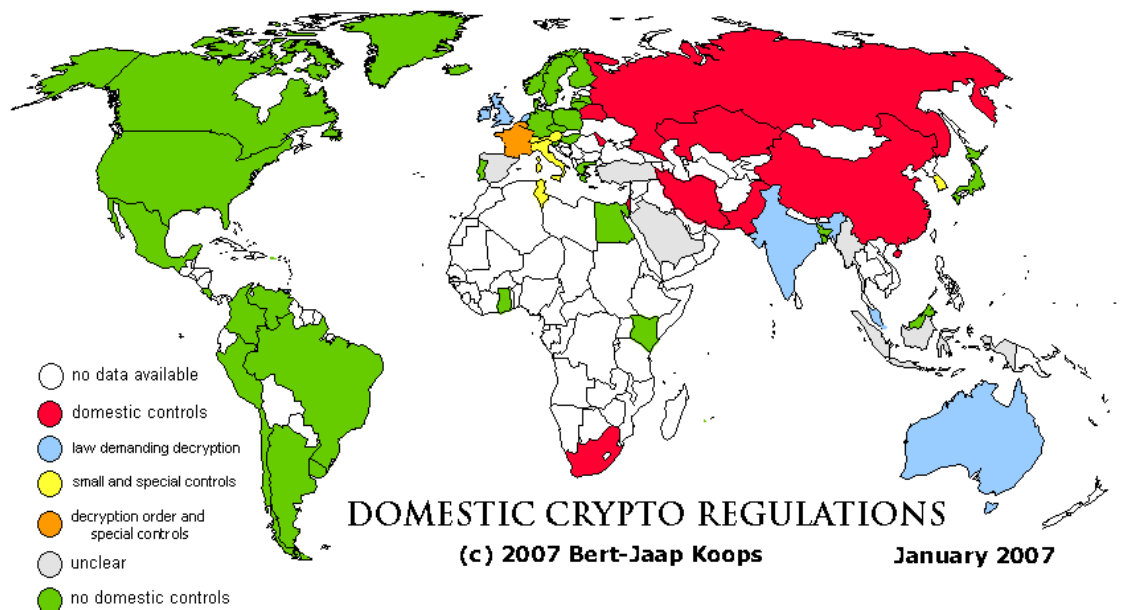 no data available
domestic controls
law demanding decryption
small and special controls
decryption order and
special controls
unclear
no domestic controls
DOMESTIC CRYPTO REGULATIONS
(c) 2007 Bert-Jaap Koops
January 2007